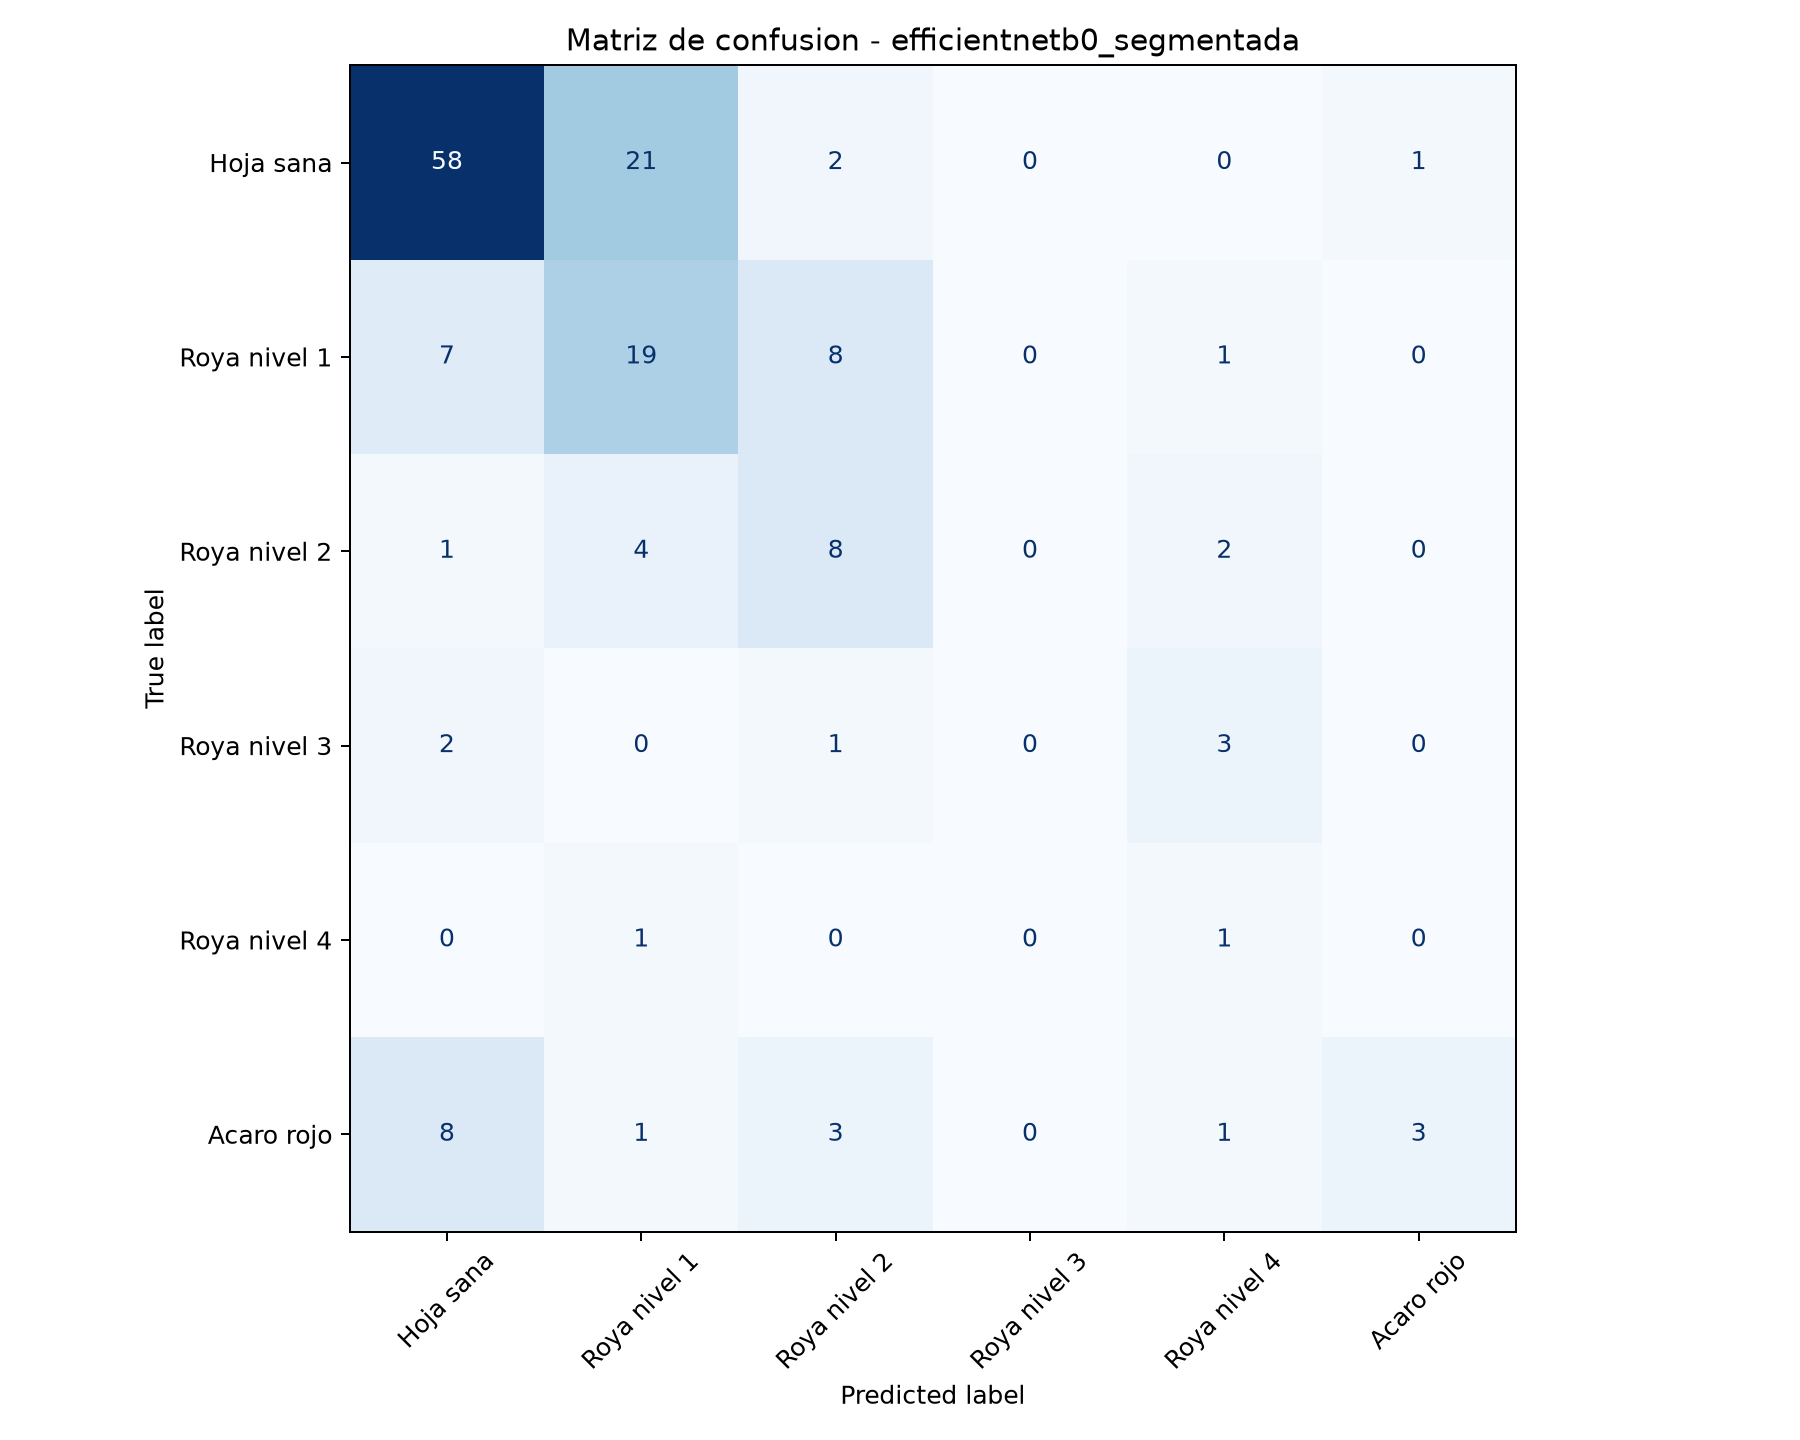 Matriz de confusion - efficientnetb0_segmentada
Hoja sana 58 21 2 0 0 1
Roya nivel 1 7 19 8 0 1 0
Roya nivel 2 1 4 8 0 2 0
Roya nivel 3 2 0 1 0 3 0
Roya nivel 4 0 1 0 0 1 0
Acaro rojo 8 1 3 0 1 3
True label
Hoja sana Roya nivel 1 Roya nivel 2 Roya nivel 3 Roya nivel 4 Acaro rojo
Predicted label